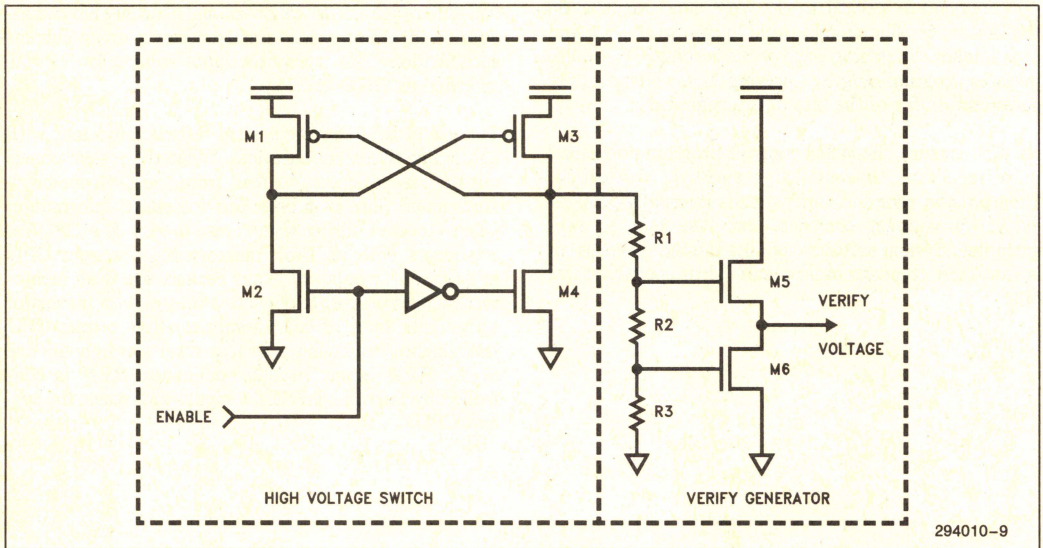 M1
M3
R1
M2
M4
M5
VERIFY
R2
VOLTAGE
M6
ENABLE
R3
HIGH VOLTAGE SWITCH
VERIFY GENERATOR
294010-9